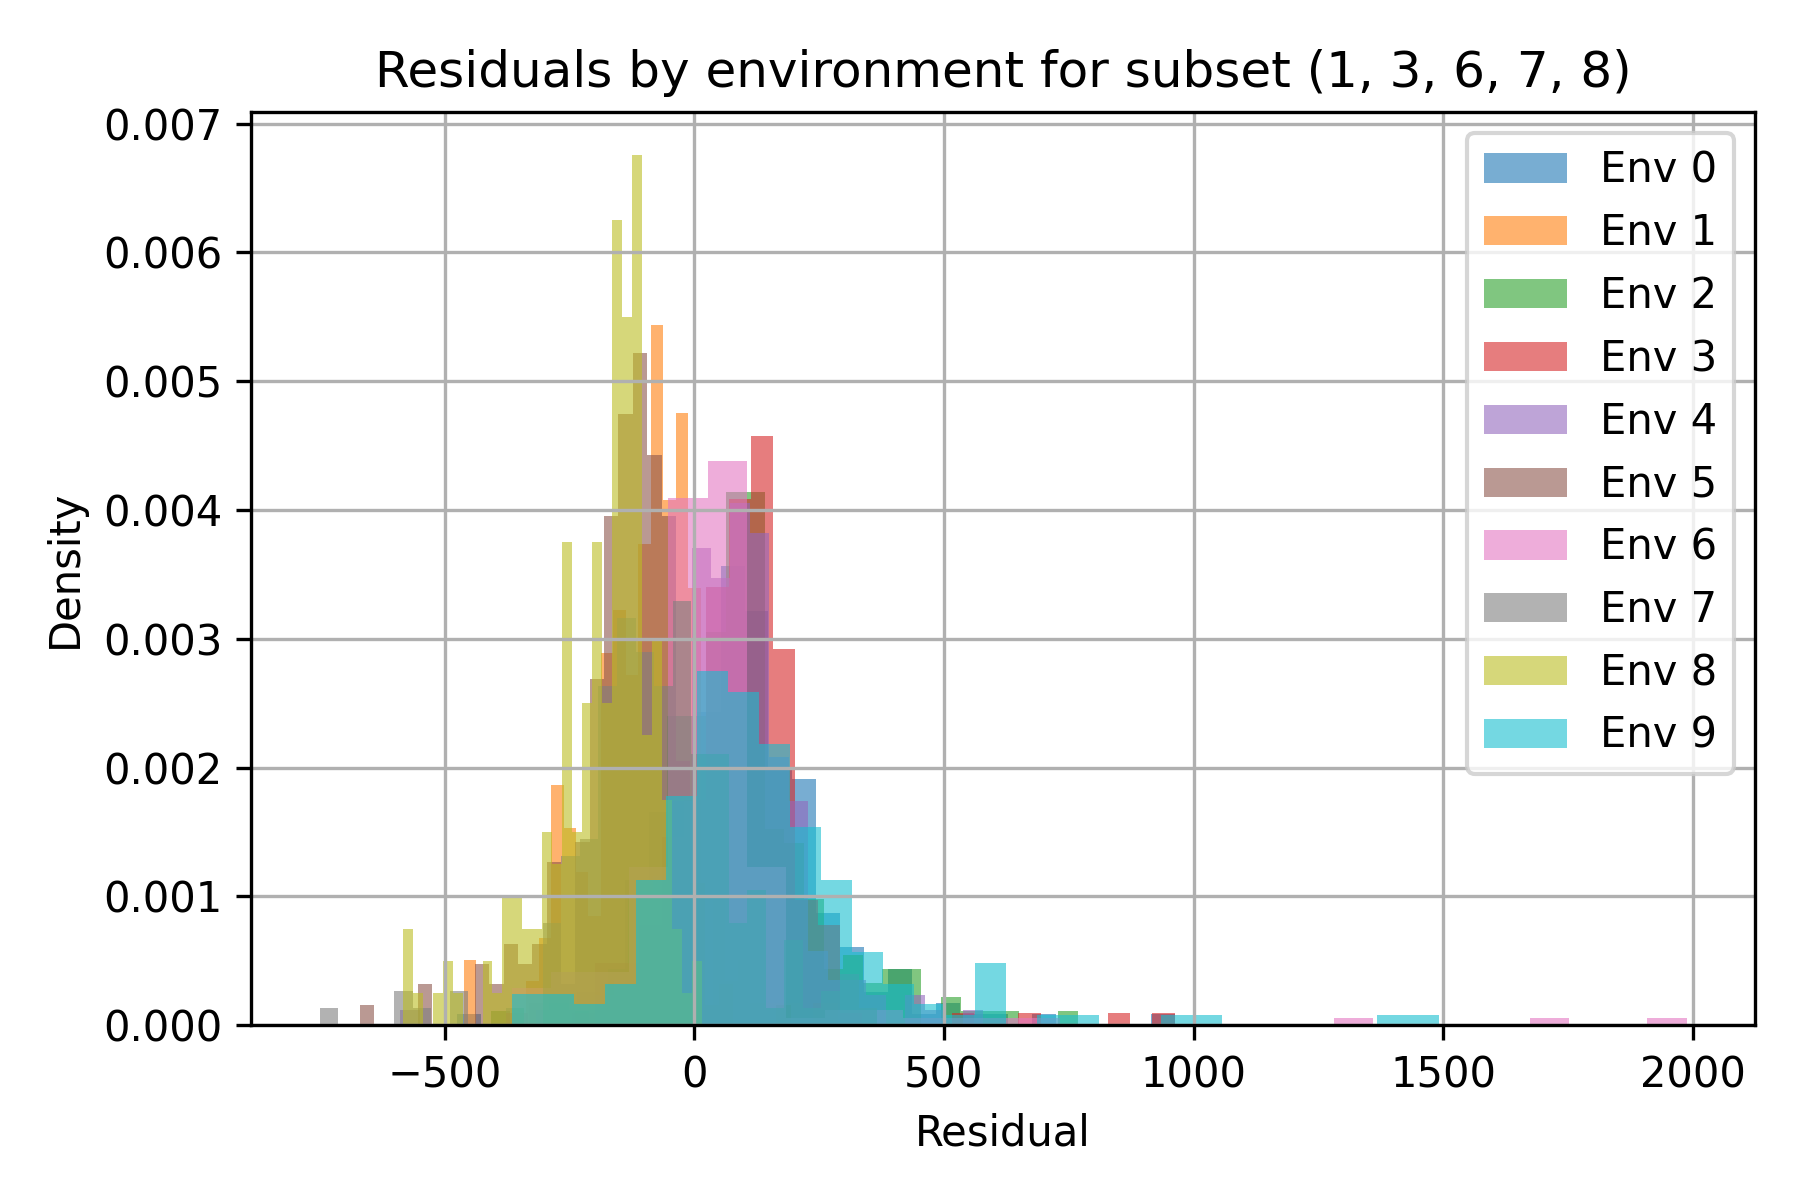 Residuals by environment for subset (1, 3, 6, 7, 8)
0.007
0.006
0.005
0.004
0.003
0.002
0.001
0.000
Density
−500
0
500
1000
1500
2000
Residual
Env 0
Env 1
Env 2
Env 3
Env 4
Env 5
Env 6
Env 7
Env 8
Env 9